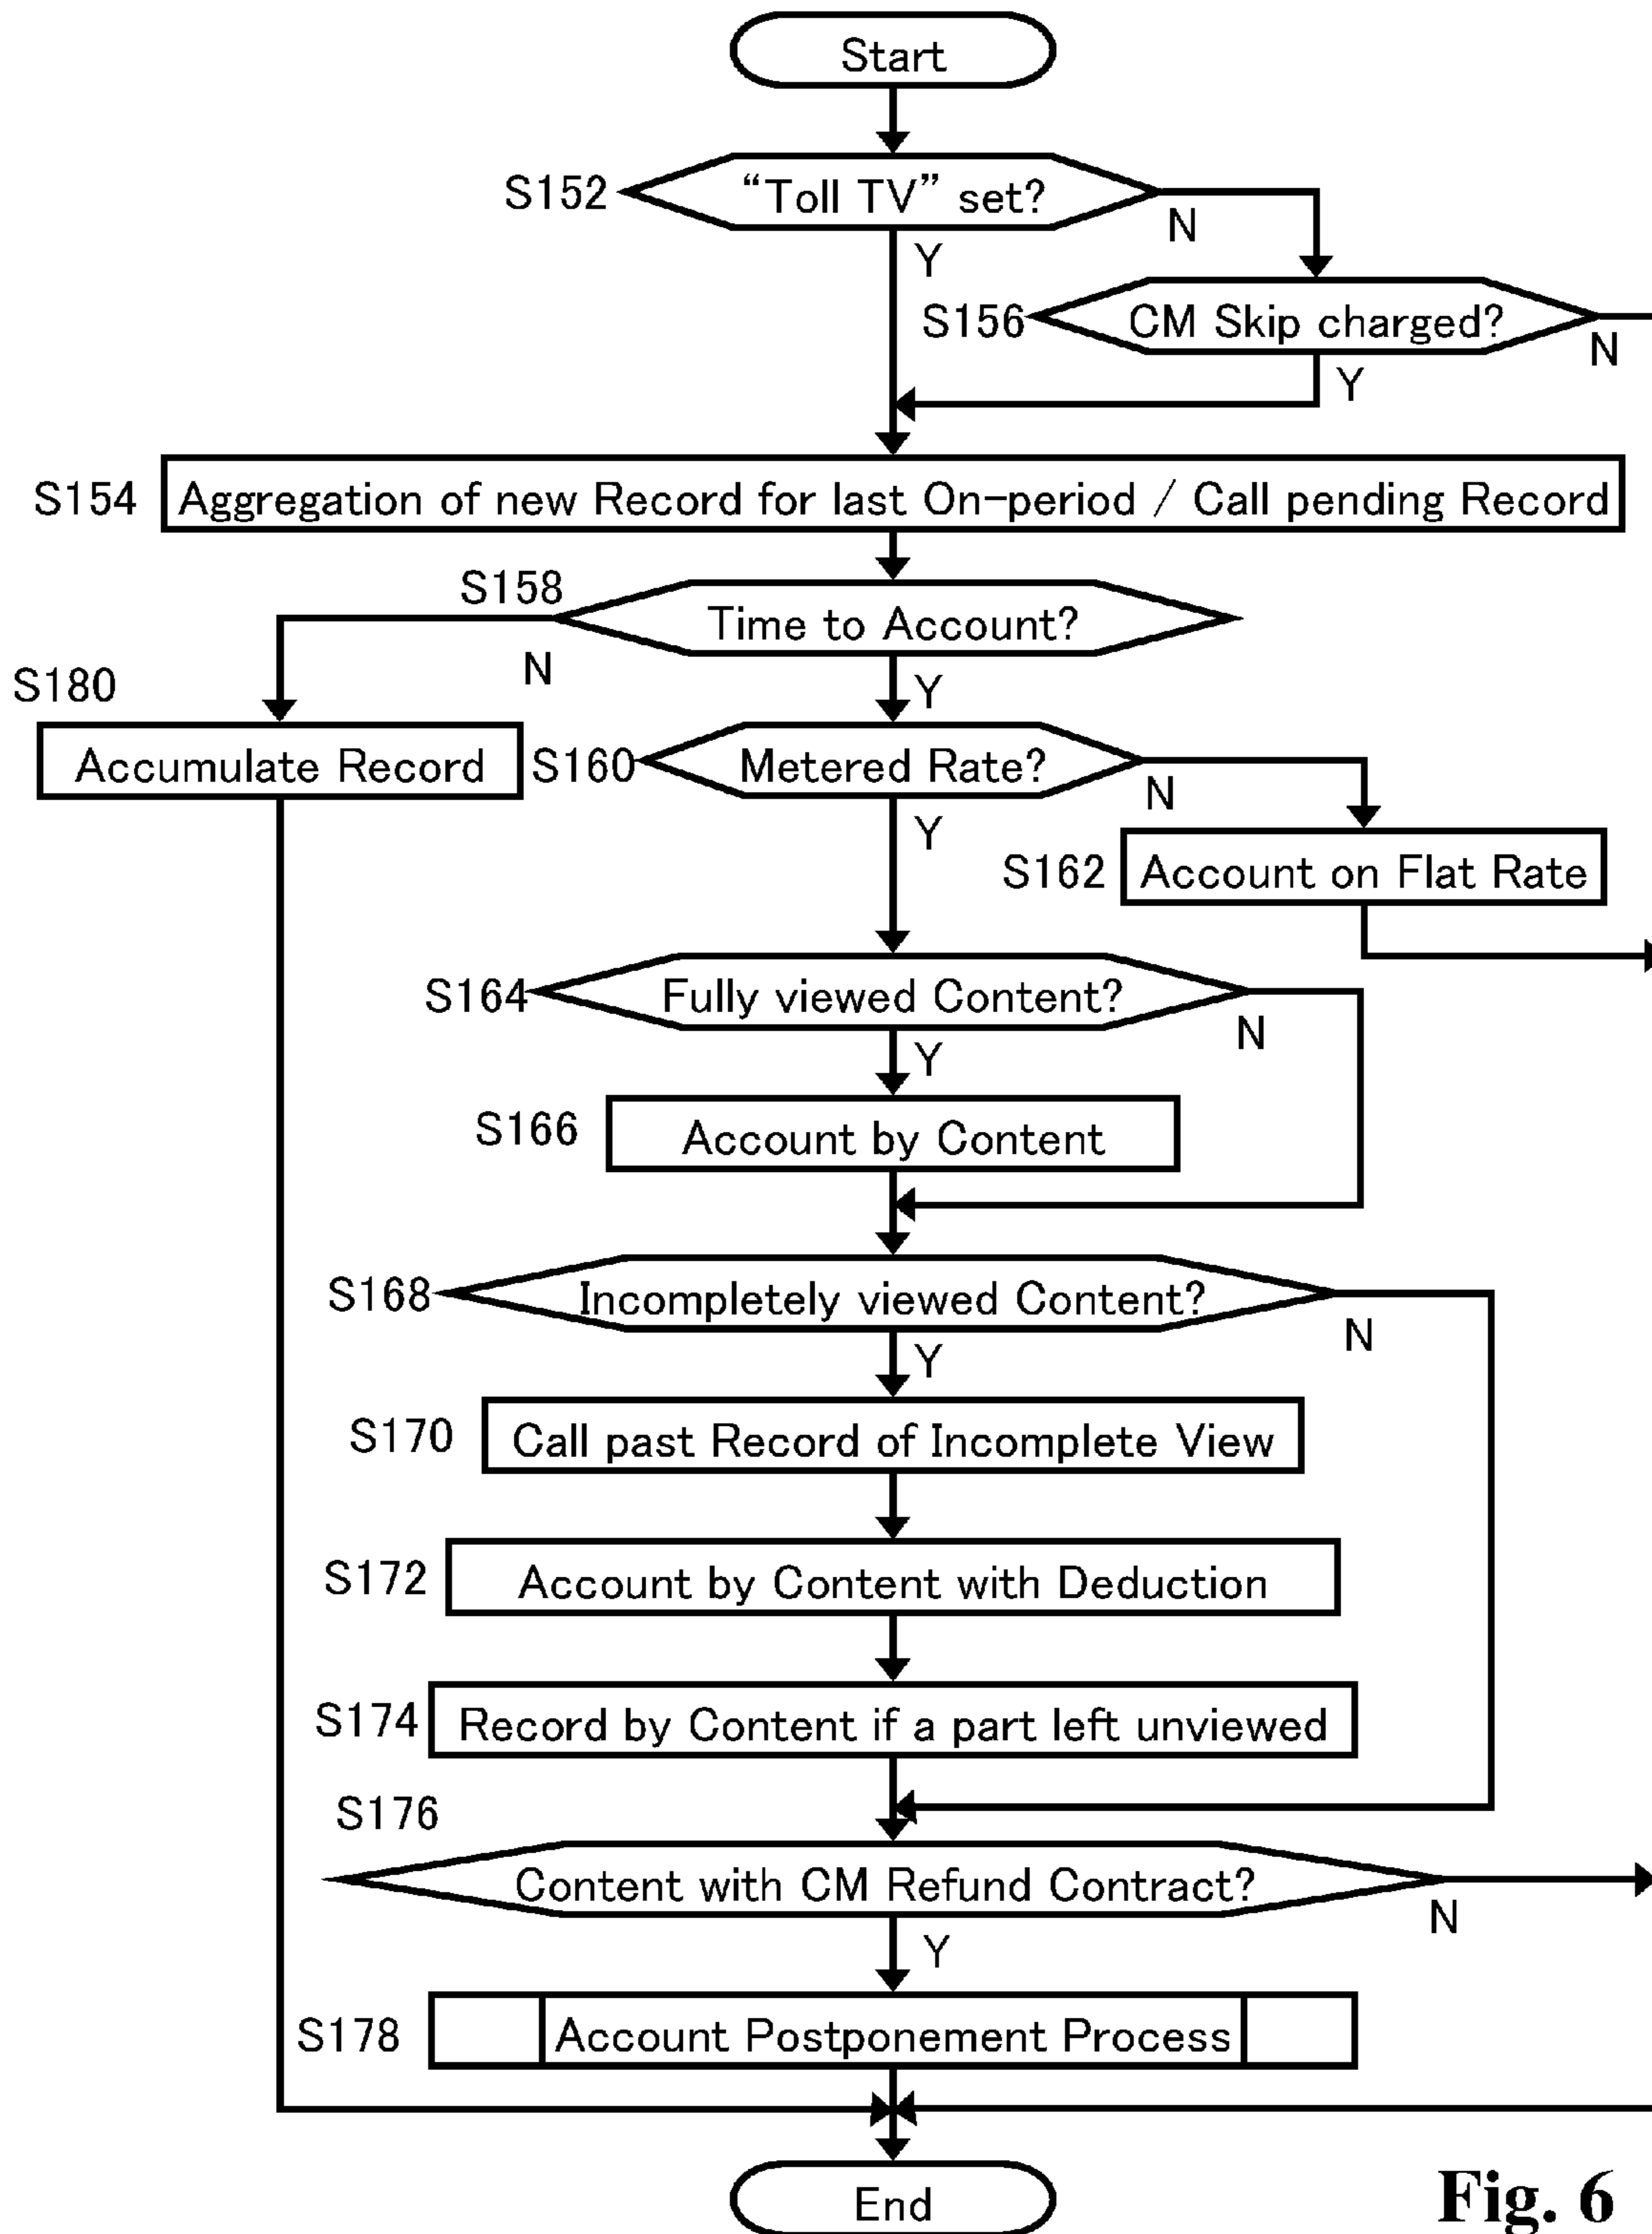 Start
S152
“Toll TV” set?
N
Y
S156
CM Skip charged?
N
Y
S154
Aggregation of new Record for last On-period / Call pending Record
S158
Time to Account?
N
Y
S180
Accumulate Record
S160
Metered Rate?
N
Y
S162
Account on Flat Rate
S164
Fully viewed Content?
N
Y
S166
Account by Content
S168
Incompletely viewed Content?
N
Y
S170
Call past Record of Incomplete View
S172
Account by Content with Deduction
S174
Record by Content if a part left unviewed
S176
Content with CM Refund Contract?
N
Y
S178
Account Postponement Process
End
Fig. 6